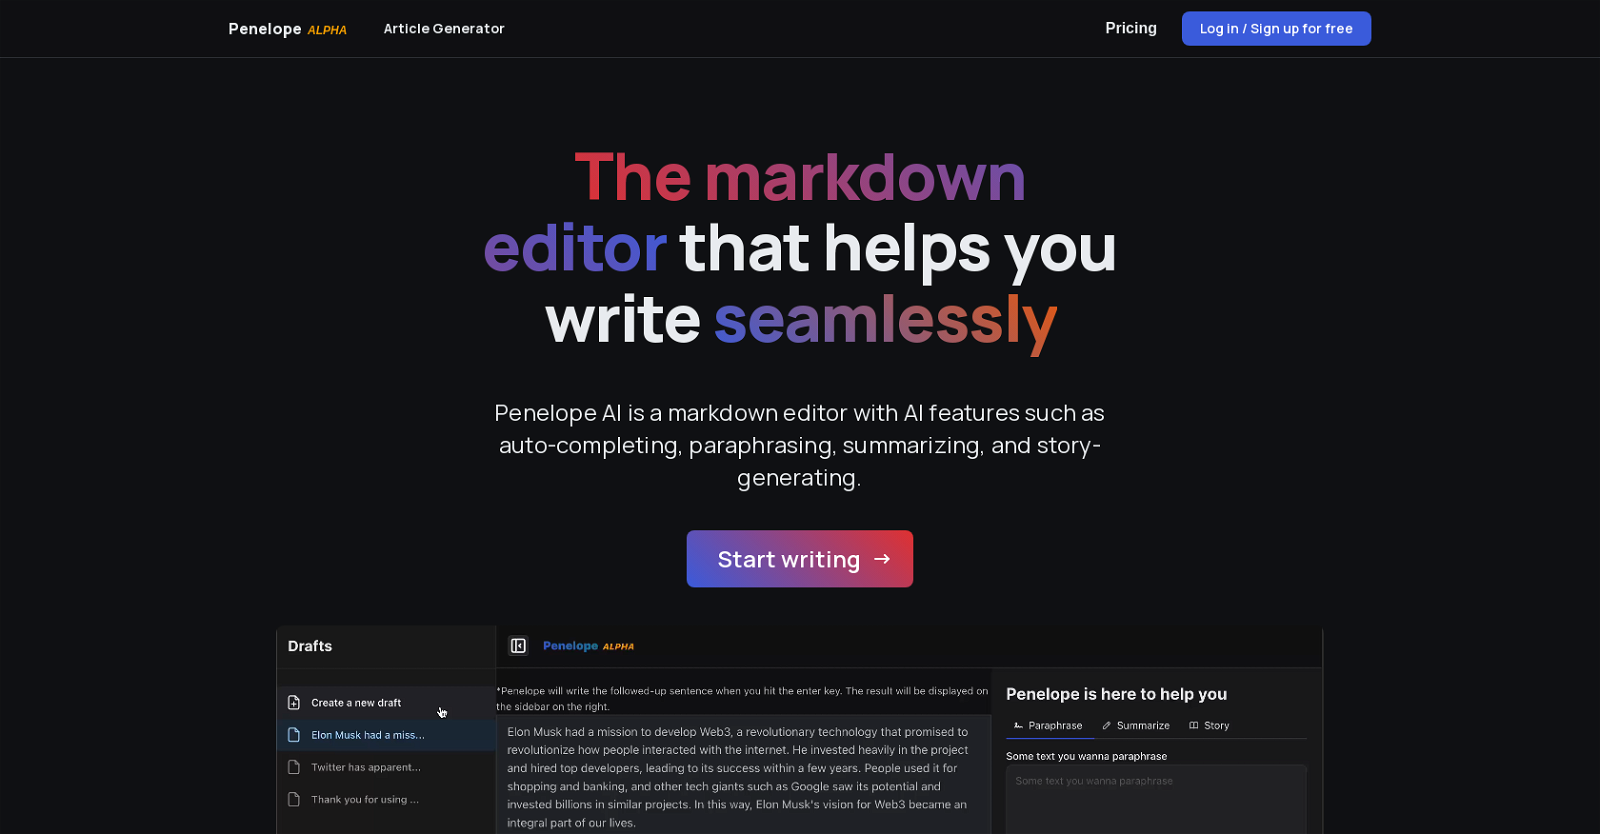 Penelope ALPHA
Article Generator
Pricing
Log in / Sign up for free
The markdown
editor that helps you
write seamlessly
Penelope AI is a markdown editor with AI features such as
auto-completing, paraphrasing, summarizing, and story-
generating.
Start writing →
Drafts
Create a new draft
Elon Musk had a miss...
Twitter has apparent...
Thank you for using ...
Penelope ALPHA
*Penelope will write the followed-up sentence when you hit the enter key. The result will be displayed on
the sidebar on the right.
Elon Musk had a mission to develop Web3, a revolutionary technology that promised to
revolutionize how people interacted with the internet. He invested heavily in the project
and hired top developers, leading to its success within a few years. People used it for
shopping and banking, and other tech giants such as Google saw its potential and
invested billions in similar projects. In this way, Elon Musk's vision for Web3 became an
integral part of our lives.
Penelope is here to help you
Paraphrase
Summarize
Story
Some text you wanna paraphrase
Some text you wanna paraphrase